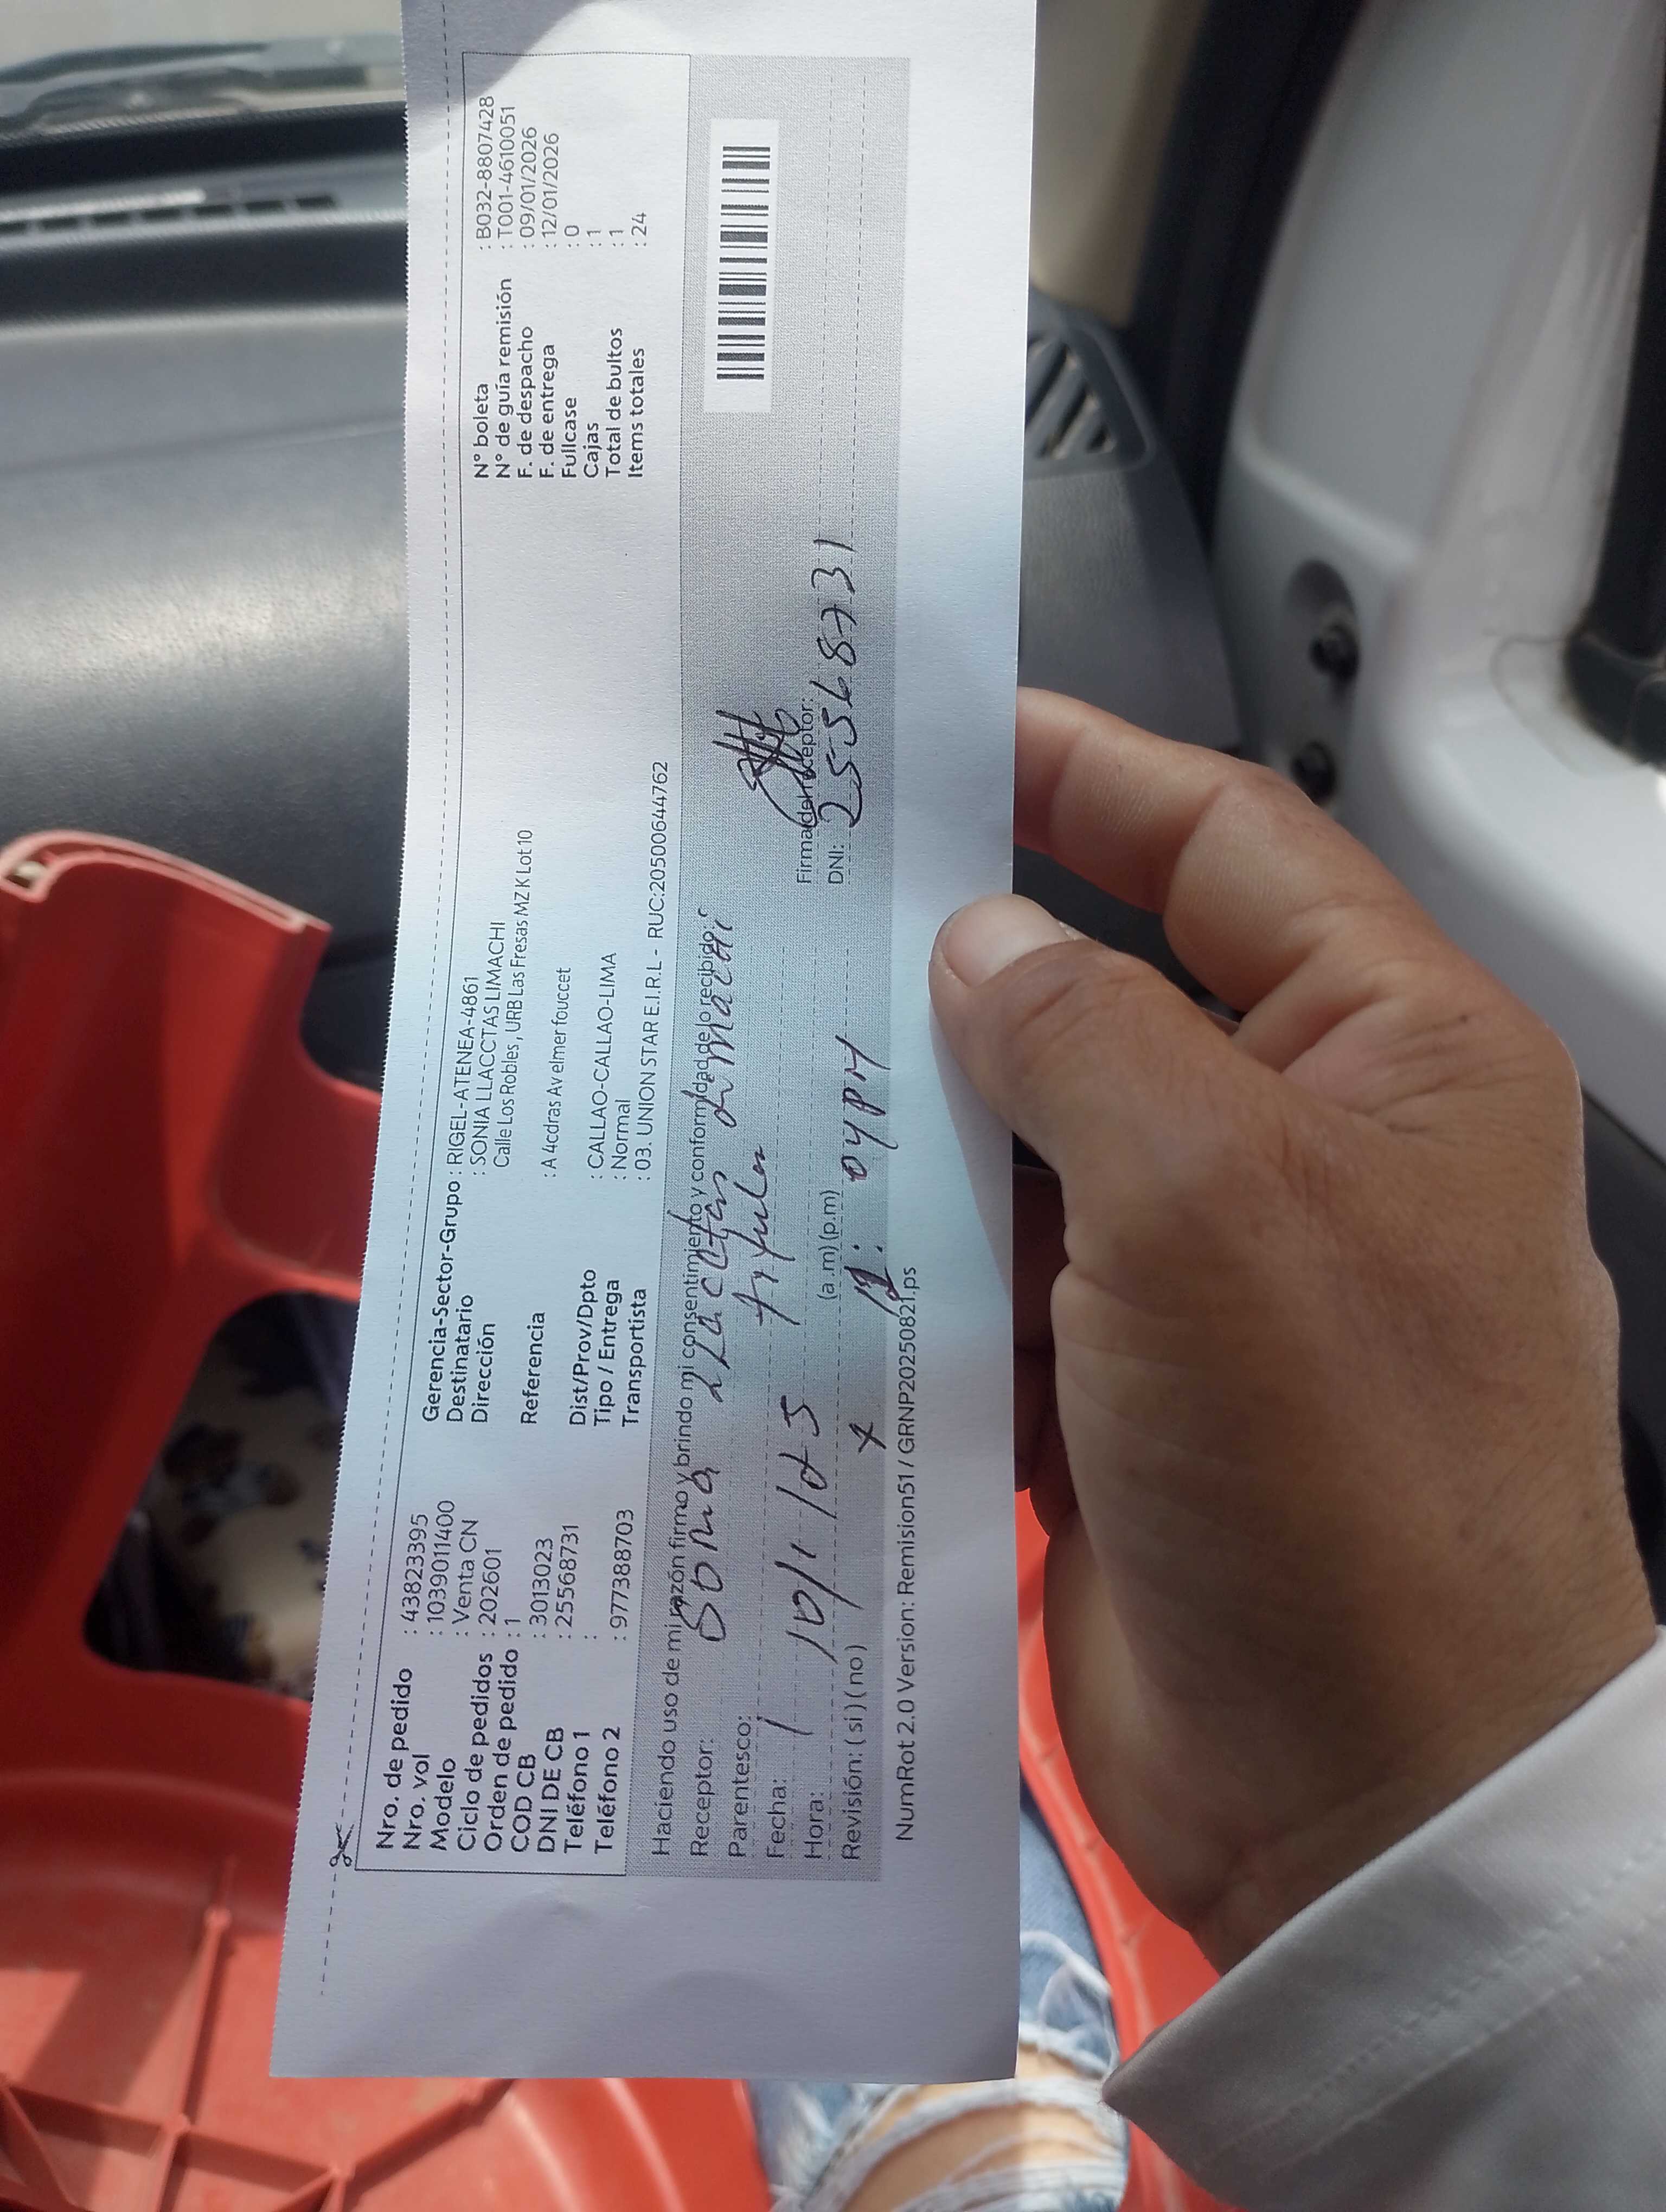 Nro. de pedido : 43823395
Nro. vol : 1039011400
Modelo : Venta CN
Ciclo de pedidos : 202601
Orden de pedido : 1
COD CB : 3013023
DNI DE CB : 25568731
Teléfono 1 :
Teléfono 2 : 977388703
Gerencia-Sector-Grupo : RIGEL-ATENEA-4861
Destinatario : SONIA LLACCTAS LIMACHI
Dirección Calle Los Robles , URB Las Fresas MZ K Lot 10
Referencia : A 4cdras Av elmer fouccet
Dist/Prov/Dpto : CALLAO-CALLAO-LIMA
Tipo / Entrega : Normal
Transportista : 03. UNION STAR E.I.R.L - RUC:20500644762
N° boleta : B032-8807428
N° de guía remisión : T001-4610051
F. de despacho : 09/01/2026
F. de entrega : 12/01/2026
Fullcase : 0
Cajas : 1
Total de bultos : 1
Items totales : 24
Haciendo uso de mi razón firmo y brindo mi consentimiento y conformidad de lo recibido:
Receptor: Sonia Llacctas Limachi
Parentesco: titular
Fecha:
Hora: (a.m) (p.m)
Revisión: ( si ) ( no )
Firma del receptor:
DNI: 25568731
NumRot 2.0 Version: Remision51 / GRNP20250821.ps